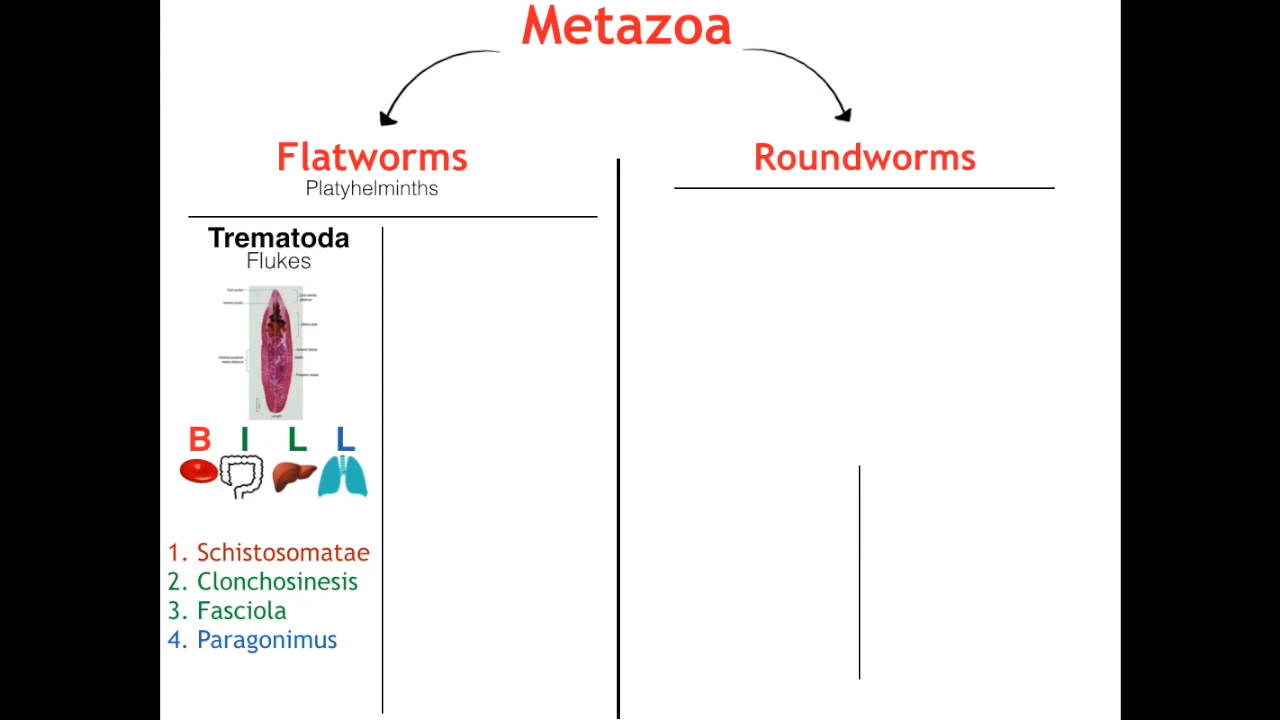 Metazoa
Flatworms
Platyhelminths
Roundworms
Trematoda
Flukes
B I L L
1. Schistosomatae
2. Clonchosinesis
3. Fasciola
4. Paragonimus